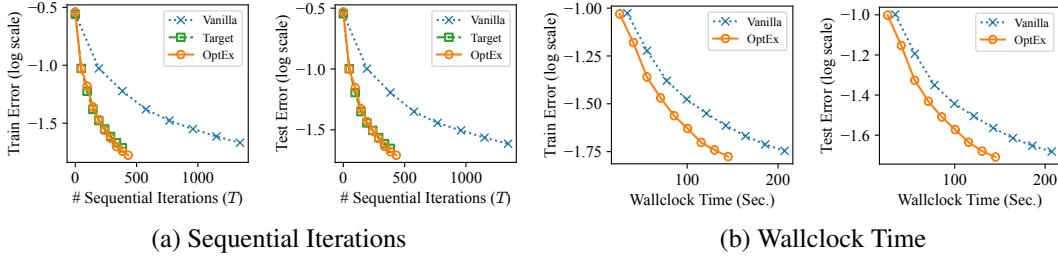 Train Error (log scale)
−0.5
−1.0
−1.5
0
1000
# Sequential Iterations (T)
Vanilla
Target
OptEx
Test Error (log scale)
−0.5
−1.0
−1.5
0
1000
# Sequential Iterations (T)
Vanilla
Target
OptEx
(a) Sequential Iterations
Train Error (log scale)
−1.00
−1.25
−1.50
−1.75
100
200
Wallclock Time (Sec.)
Vanilla
OptEx
Test Error (log scale)
−1.0
−1.2
−1.4
−1.6
100
200
Wallclock Time (Sec.)
Vanilla
OptEx
(b) Wallclock Time